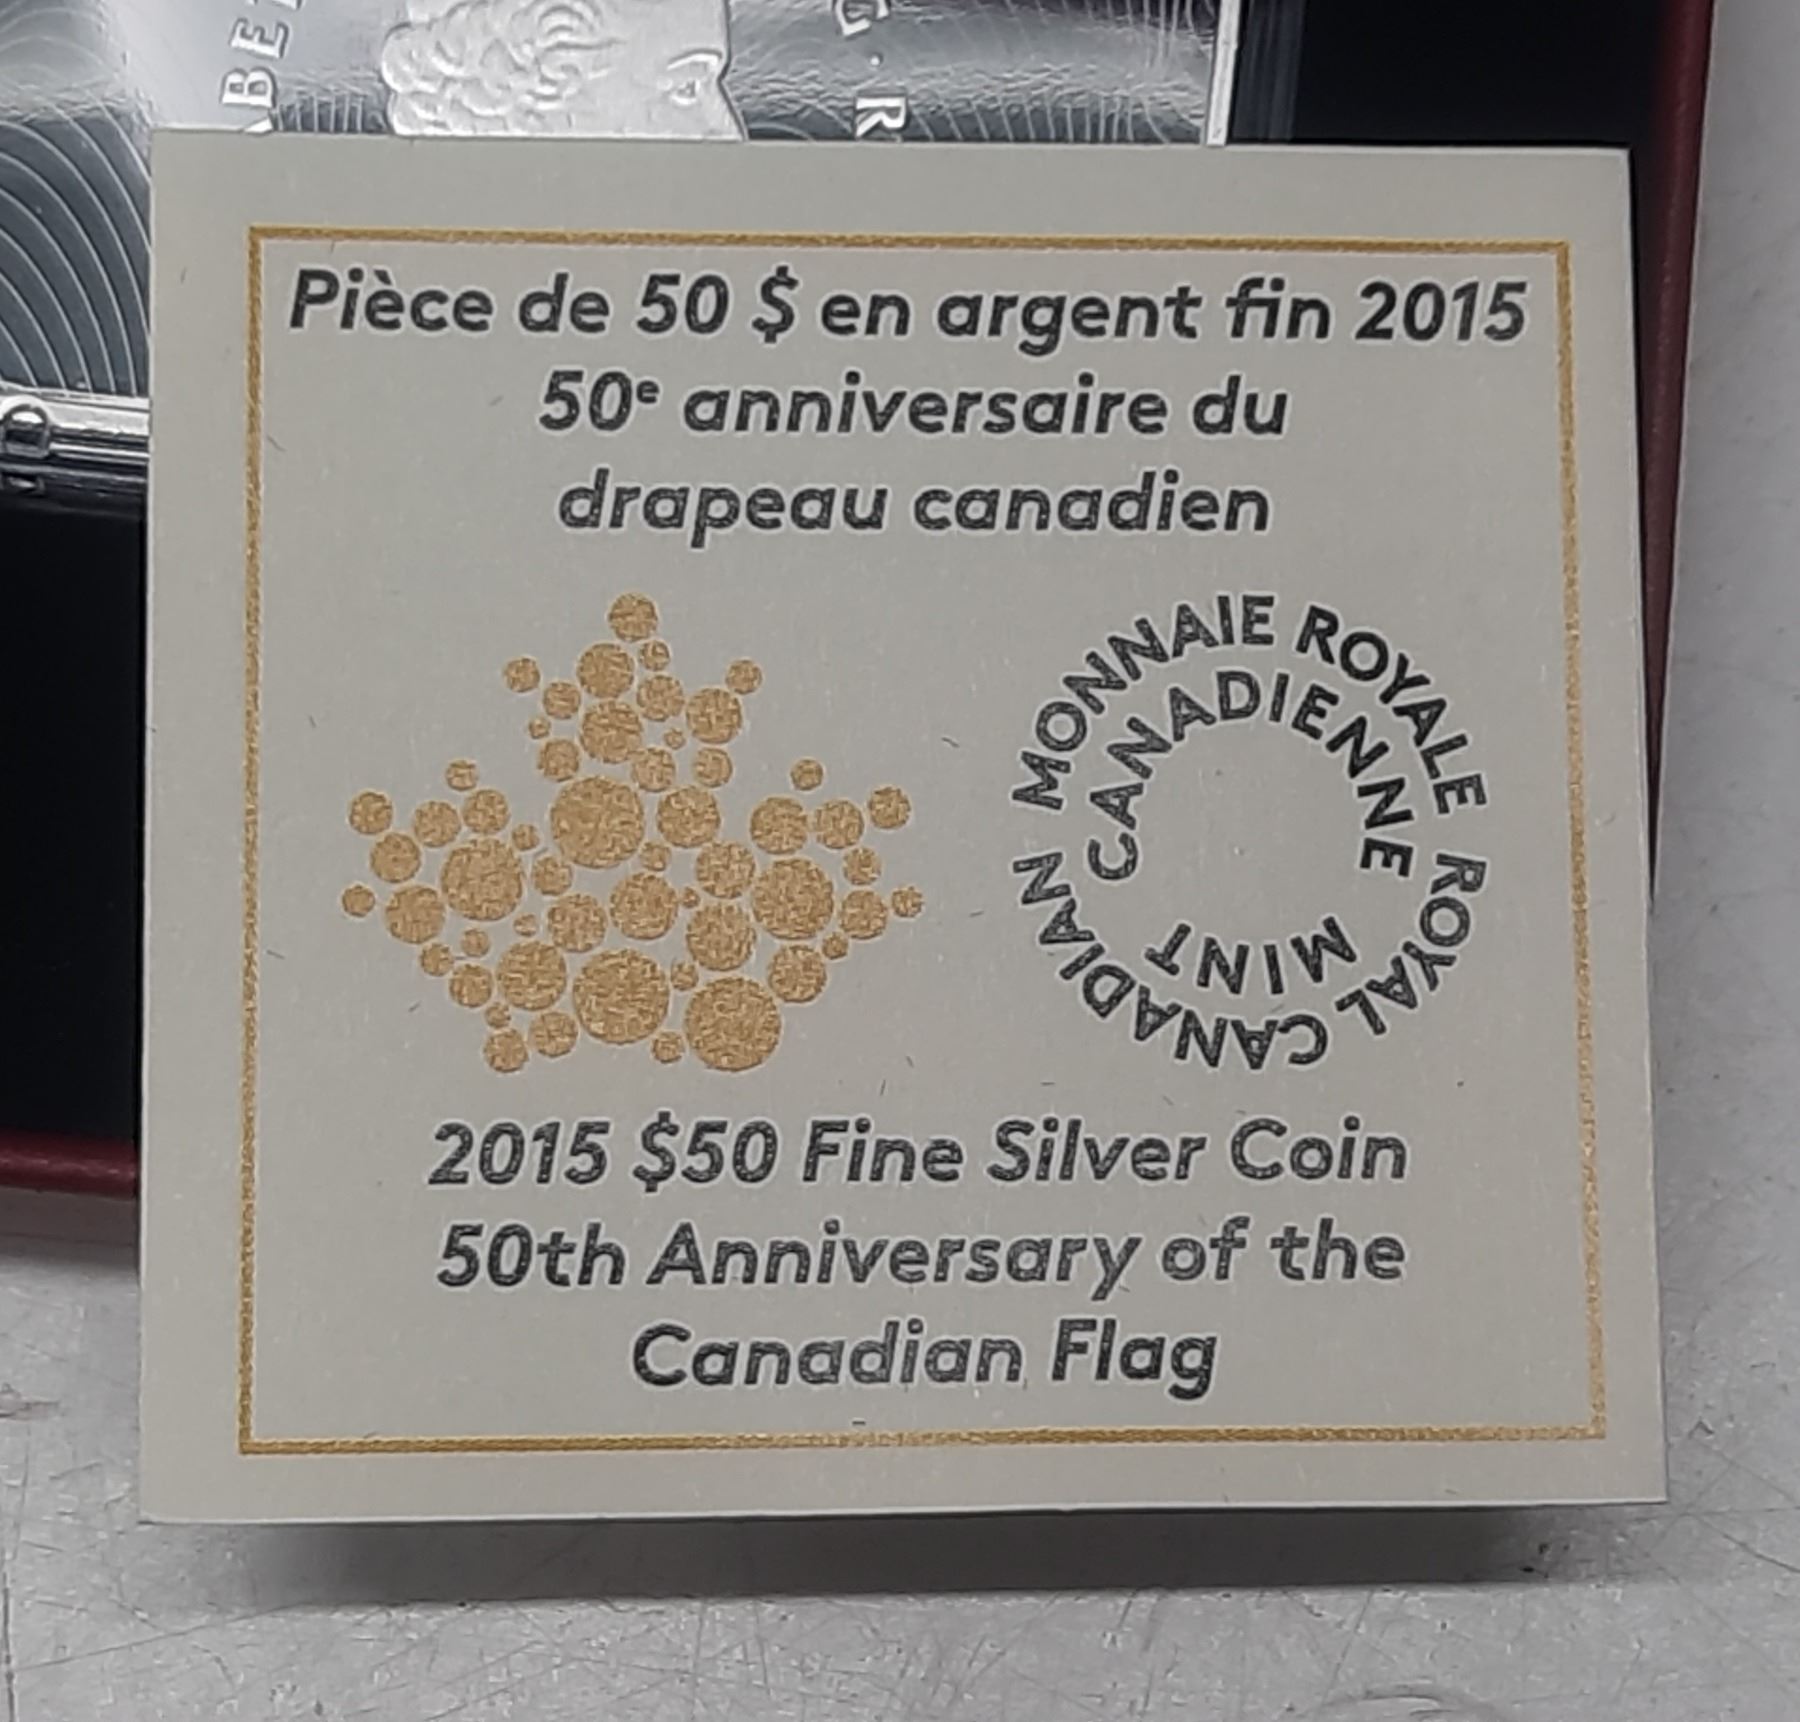 Pièce de 50 $ en argent fin 2015
50e anniversaire du
drapeau canadien
MONNAIE ROYALE
CANADIENNE
ROYAL CANADIAN
MINT
2015 $50 Fine Silver Coin
50th Anniversary of the
Canadian Flag